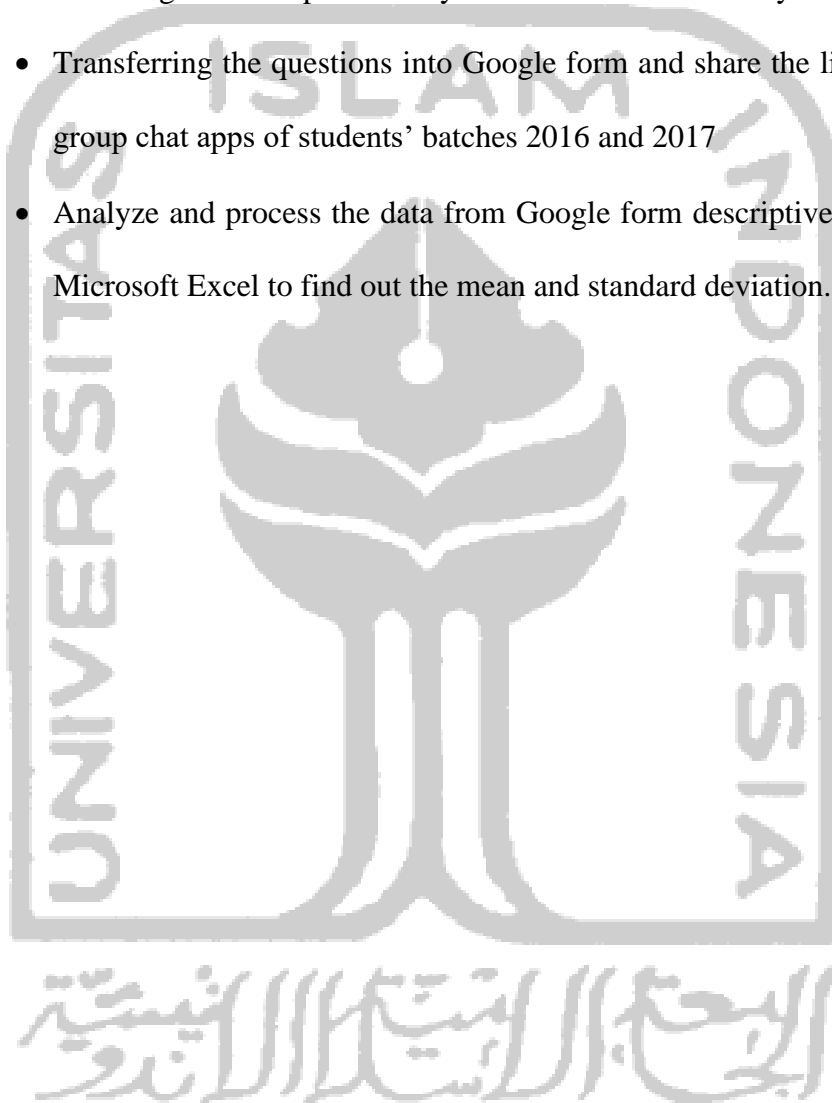 • Transferring the questions into Google form and share the
group chat apps of students’ batches 2016 and 2017
• Analyze and process the data from Google form
Microsoft Excel to find out the mean and standard deviation.
ISLAM
UNIVERSITAS
INDONESIA